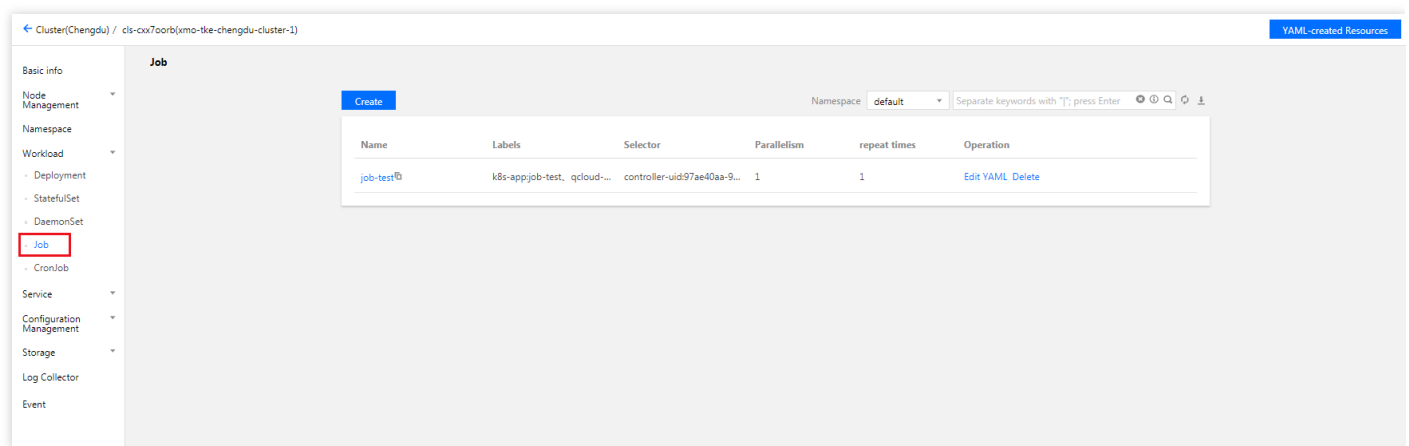 Cluster(Chengdu) / cls-cxx7oorb(xmo-tke-chengdu-cluster-1)
YAML-created Resources
Basic info
Node
Management
Namespace
Workload
Deployment
StatefulSet
DaemonSet
Job
CronJob
Service
Configuration
Management
Storage
Log Collector
Event
Job
Create
Namespace default Separate keywords with "|"; press Enter
Name Labels Selector Parallelism repeat times Operation
job-test k8s-app:job-test、qcloud-... controller-uid:97ae40aa-9... 1 1 Edit YAML Delete